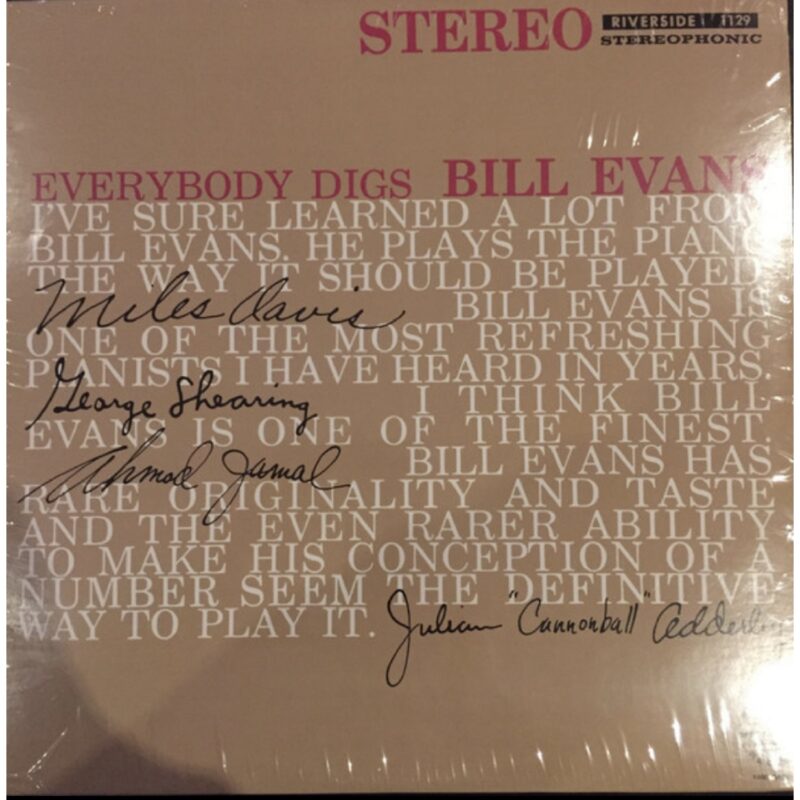 STEREO
RIVERSIDE 1129
STEREOPHONIC
EVERYBODY DIGS BILL EVANS
I'VE SURE LEARNED A LOT FROM
BILL EVANS. HE PLAYS THE PIANO
THE WAY IT SHOULD BE PLAYED
Miles Davis BILL EVANS IS
ONE OF THE MOST REFRESHING
PIANISTS I HAVE HEARD IN YEARS.
George Shearing I THINK BILL
EVANS IS ONE OF THE FINEST.
Ahmad Jamal BILL EVANS HAS
RARE ORIGINALITY AND TASTE
AND THE EVEN RARER ABILITY
TO MAKE HIS CONCEPTION OF A
NUMBER SEEM THE DEFINITIVE
WAY TO PLAY IT. Julian "Cannonball" Adderley